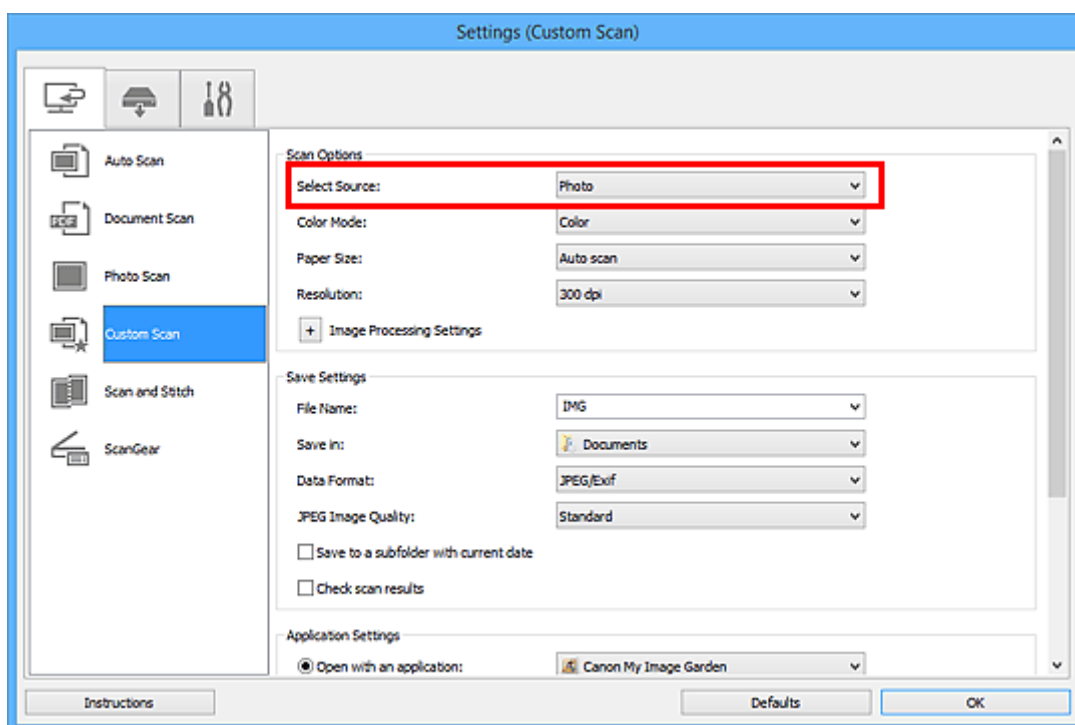 Settings (Custom Scan)
Auto Scan
Document Scan
Photo Scan
Custom Scan
Scan and Stitch
ScanGear
Scan Options
Select Source: Photo
Color Mode: Color
Paper Size: Auto scan
Resolution: 300 dpi
+ Image Processing Settings
Save Settings
File Name: IMG
Save in: Documents
Data Format: JPEG/Exif
JPEG Image Quality: Standard
Save to a subfolder with current date
Check scan results
Application Settings
Open with an application: Canon My Image Garden
Instructions
Defaults
OK